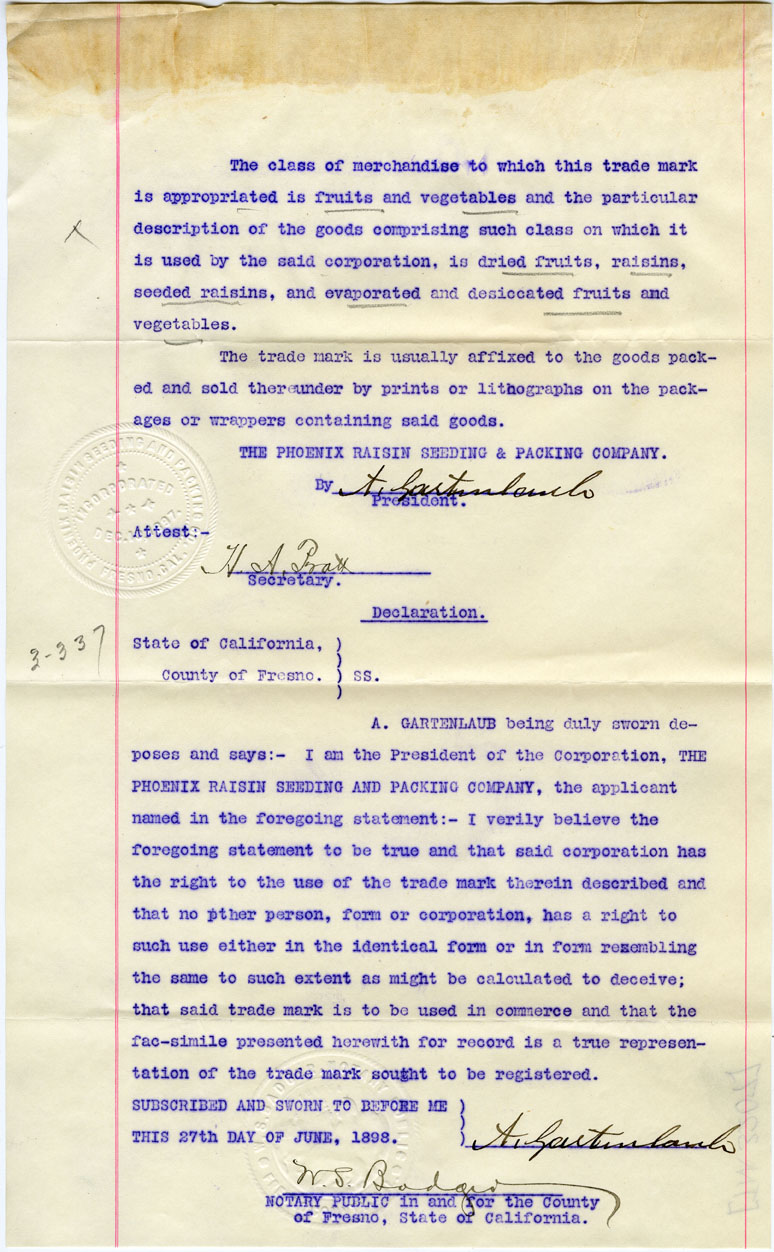 The class of merchandise to which this trade mark
is appropriated is fruits and vegetables and the particular
description of the goods comprising such class on which it
is used by the said corporation, is dried fruits, raisins,
seeded raisins, and evaporated and desiccated fruits and
vegetables.
The trade mark is usually affixed to the goods pack-
ed and sold thereunder by prints or lithographs on the pack-
ages or wrappers containing said goods.
THE PHOENIX RAISIN SEEDING & PACKING COMPANY.
By A. Gartenlaub
President.
PHOENIX RAISIN SEEDING AND PACKING
INCORPORATED
DEC. 1897.
FRESNO, CAL.
Attest:-
H. A. Pratt
Secretary.
Declaration.
3-337
State of California, )
)
County of Fresno. ) SS.
)
A. GARTENLAUB being duly sworn de-
poses and says:- I am the President of the Corporation, THE
PHOENIX RAISIN SEEDING AND PACKING COMPANY, the applicant
named in the foregoing statement:- I verily believe the
foregoing statement to be true and that said corporation has
the right to the use of the trade mark therein described and
that no pther person, form or corporation, has a right to
such use either in the identical form or in form resembling
the same to such extent as might be calculated to deceive;
that said trade mark is to be used in commerce and that the
fac-simile presented herewith for record is a true represen-
tation of the trade mark sought to be registered.
SUBSCRIBED AND SWORN TO BEFORE ME )
THIS 27th DAY OF JUNE, 1898. ) A. Gartenlaub
W. S. Badger
NOTARY PUBLIC in and for the County
of Fresno, State of California.